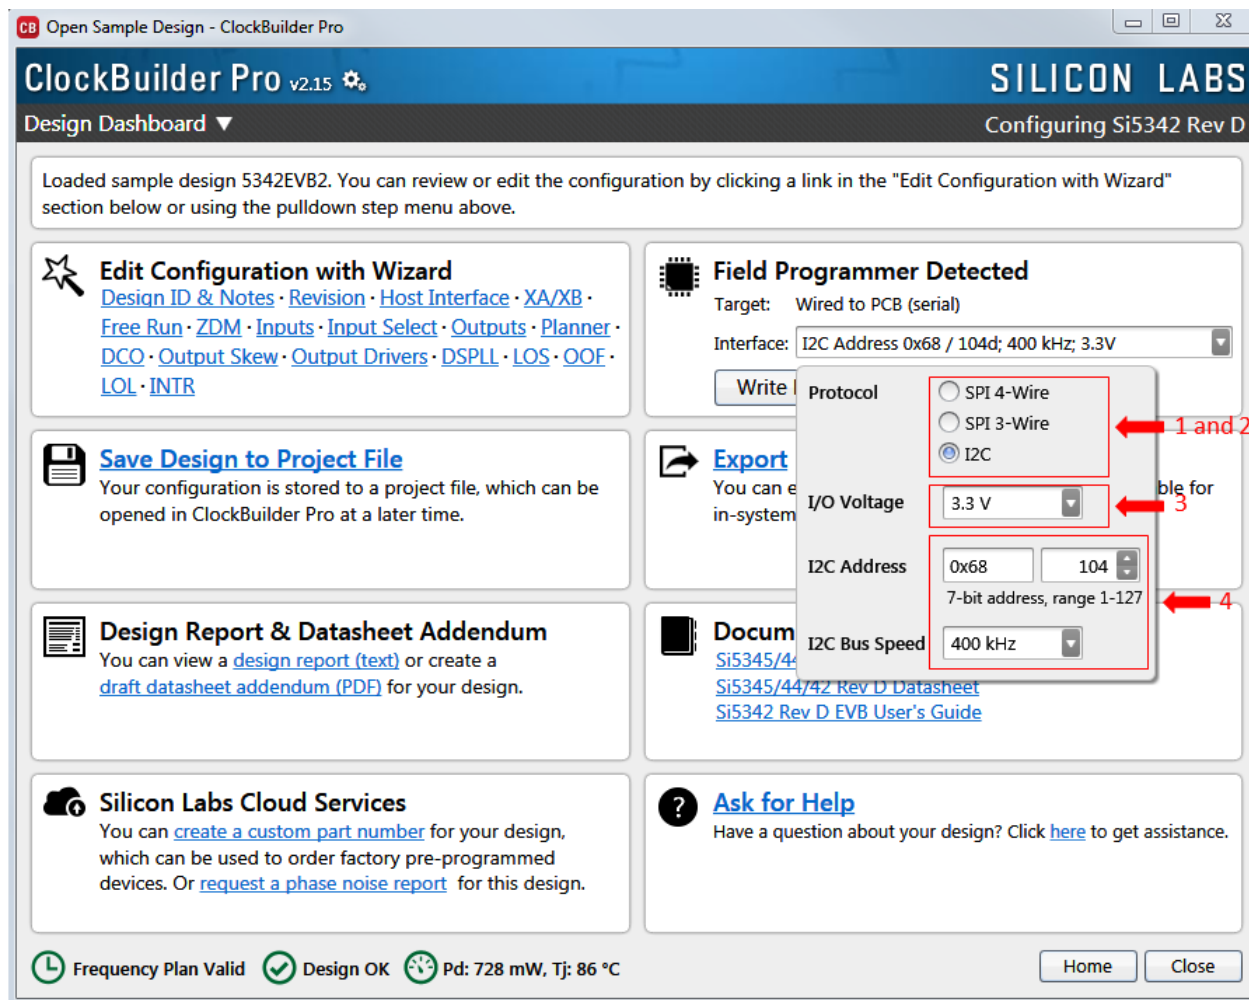 CB Open Sample Design - ClockBuilder Pro
ClockBuilder Pro v2.15
SILICON LABS
Design Dashboard ▼
Configuring Si5342 Rev D
Loaded sample design 5342EVB2. You can review or edit the configuration by clicking a link in the "Edit Configuration with Wizard"
section below or using the pulldown step menu above.
Edit Configuration with Wizard
Design ID & Notes · Revision · Host Interface · XA/XB ·
Free Run · ZDM · Inputs · Input Select · Outputs · Planner ·
DCO · Output Skew · Output Drivers · DSPLL · LOS · OOF ·
LOL · INTR
Field Programmer Detected
Target: Wired to PCB (serial)
Interface: I2C Address 0x68 / 104d; 400 kHz; 3.3V
Write
Protocol
SPI 4-Wire
SPI 3-Wire
I2C
1 and 2
I/O Voltage 3.3 V
3
I2C Address 0x68 104
7-bit address, range 1-127
4
I2C Bus Speed 400 kHz
Save Design to Project File
Your configuration is stored to a project file, which can be
opened in ClockBuilder Pro at a later time.
Export
You can e ble for
in-system
Design Report & Datasheet Addendum
You can view a design report (text) or create a
draft datasheet addendum (PDF) for your design.
Docum
Si5345/44
Si5345/44/42 Rev D Datasheet
Si5342 Rev D EVB User's Guide
Silicon Labs Cloud Services
You can create a custom part number for your design,
which can be used to order factory pre-programmed
devices. Or request a phase noise report for this design.
? Ask for Help
Have a question about your design? Click here to get assistance.
Frequency Plan Valid
Design OK
Pd: 728 mW, Tj: 86 °C
Home
Close